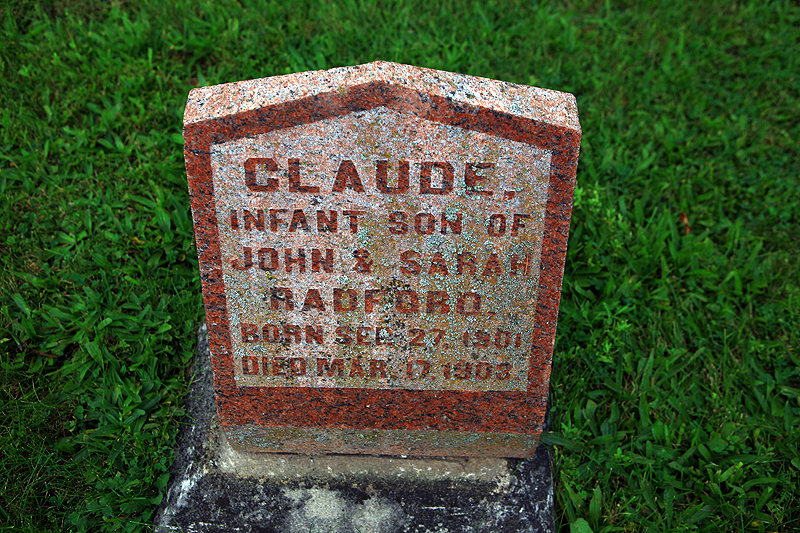 CLAUDE.
INFANT SON OF
JOHN & SARAH
RADFORD.
BORN SEP. 27. 1901
DIED MAR. 17. 1903